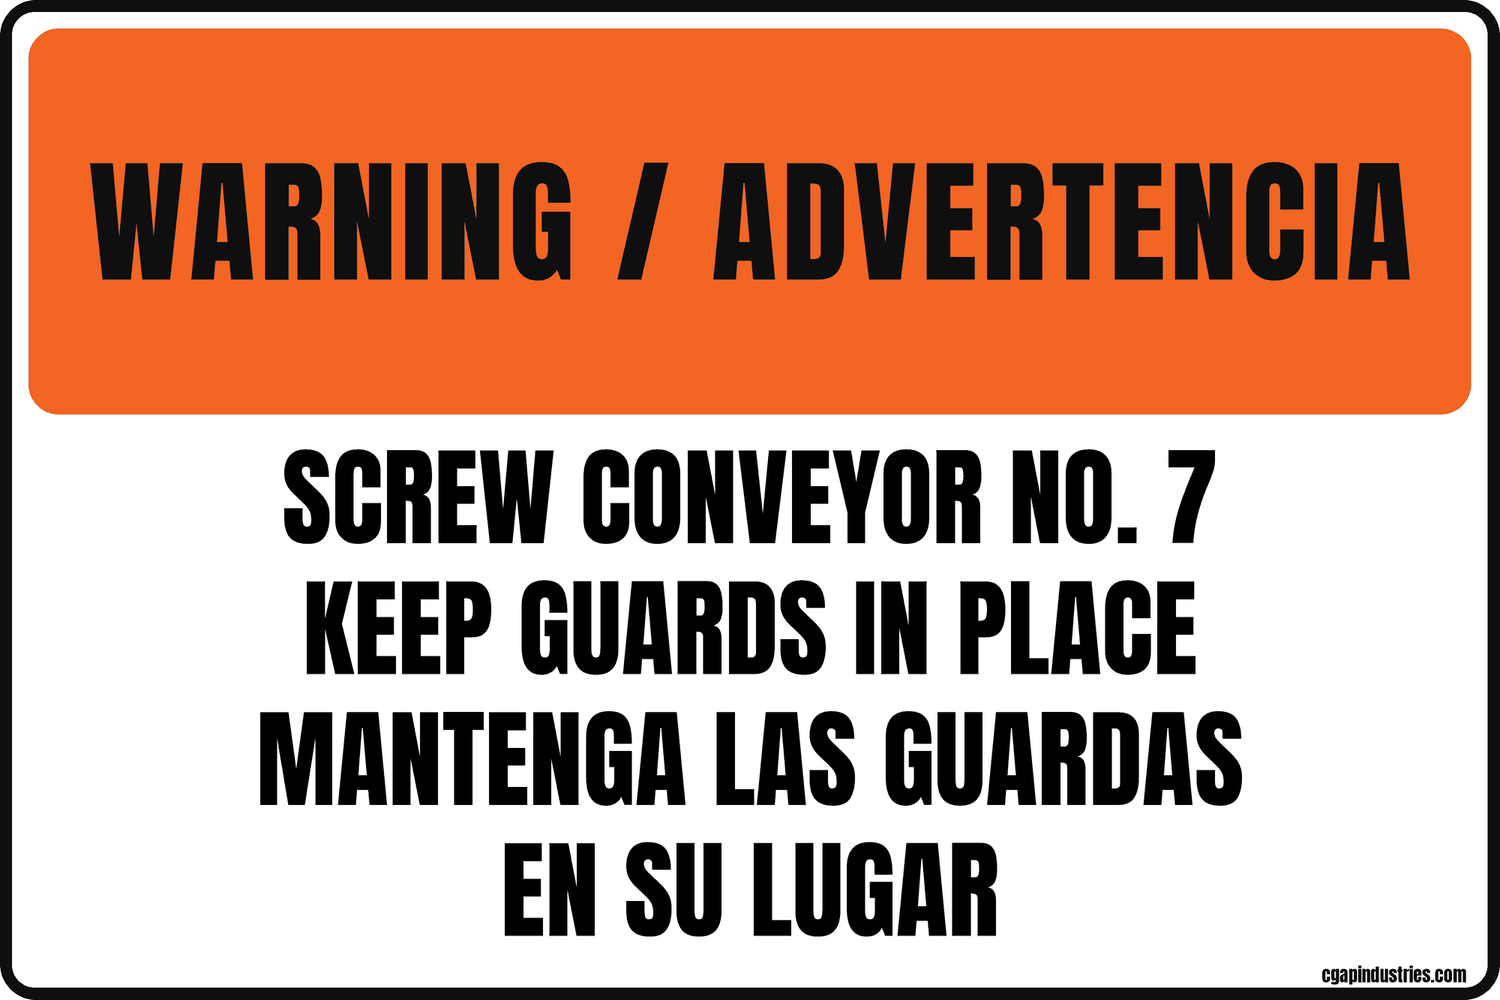 WARNING / ADVERTENCIA
SCREW CONVEYOR NO. 7
KEEP GUARDS IN PLACE
MANTENGA LAS GUARDAS
EN SU LUGAR
cgapindustries.com